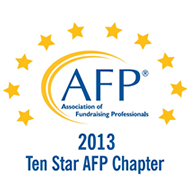 AFP®
Association of
Fundraising Professionals
2013
Ten Star AFP Chapter